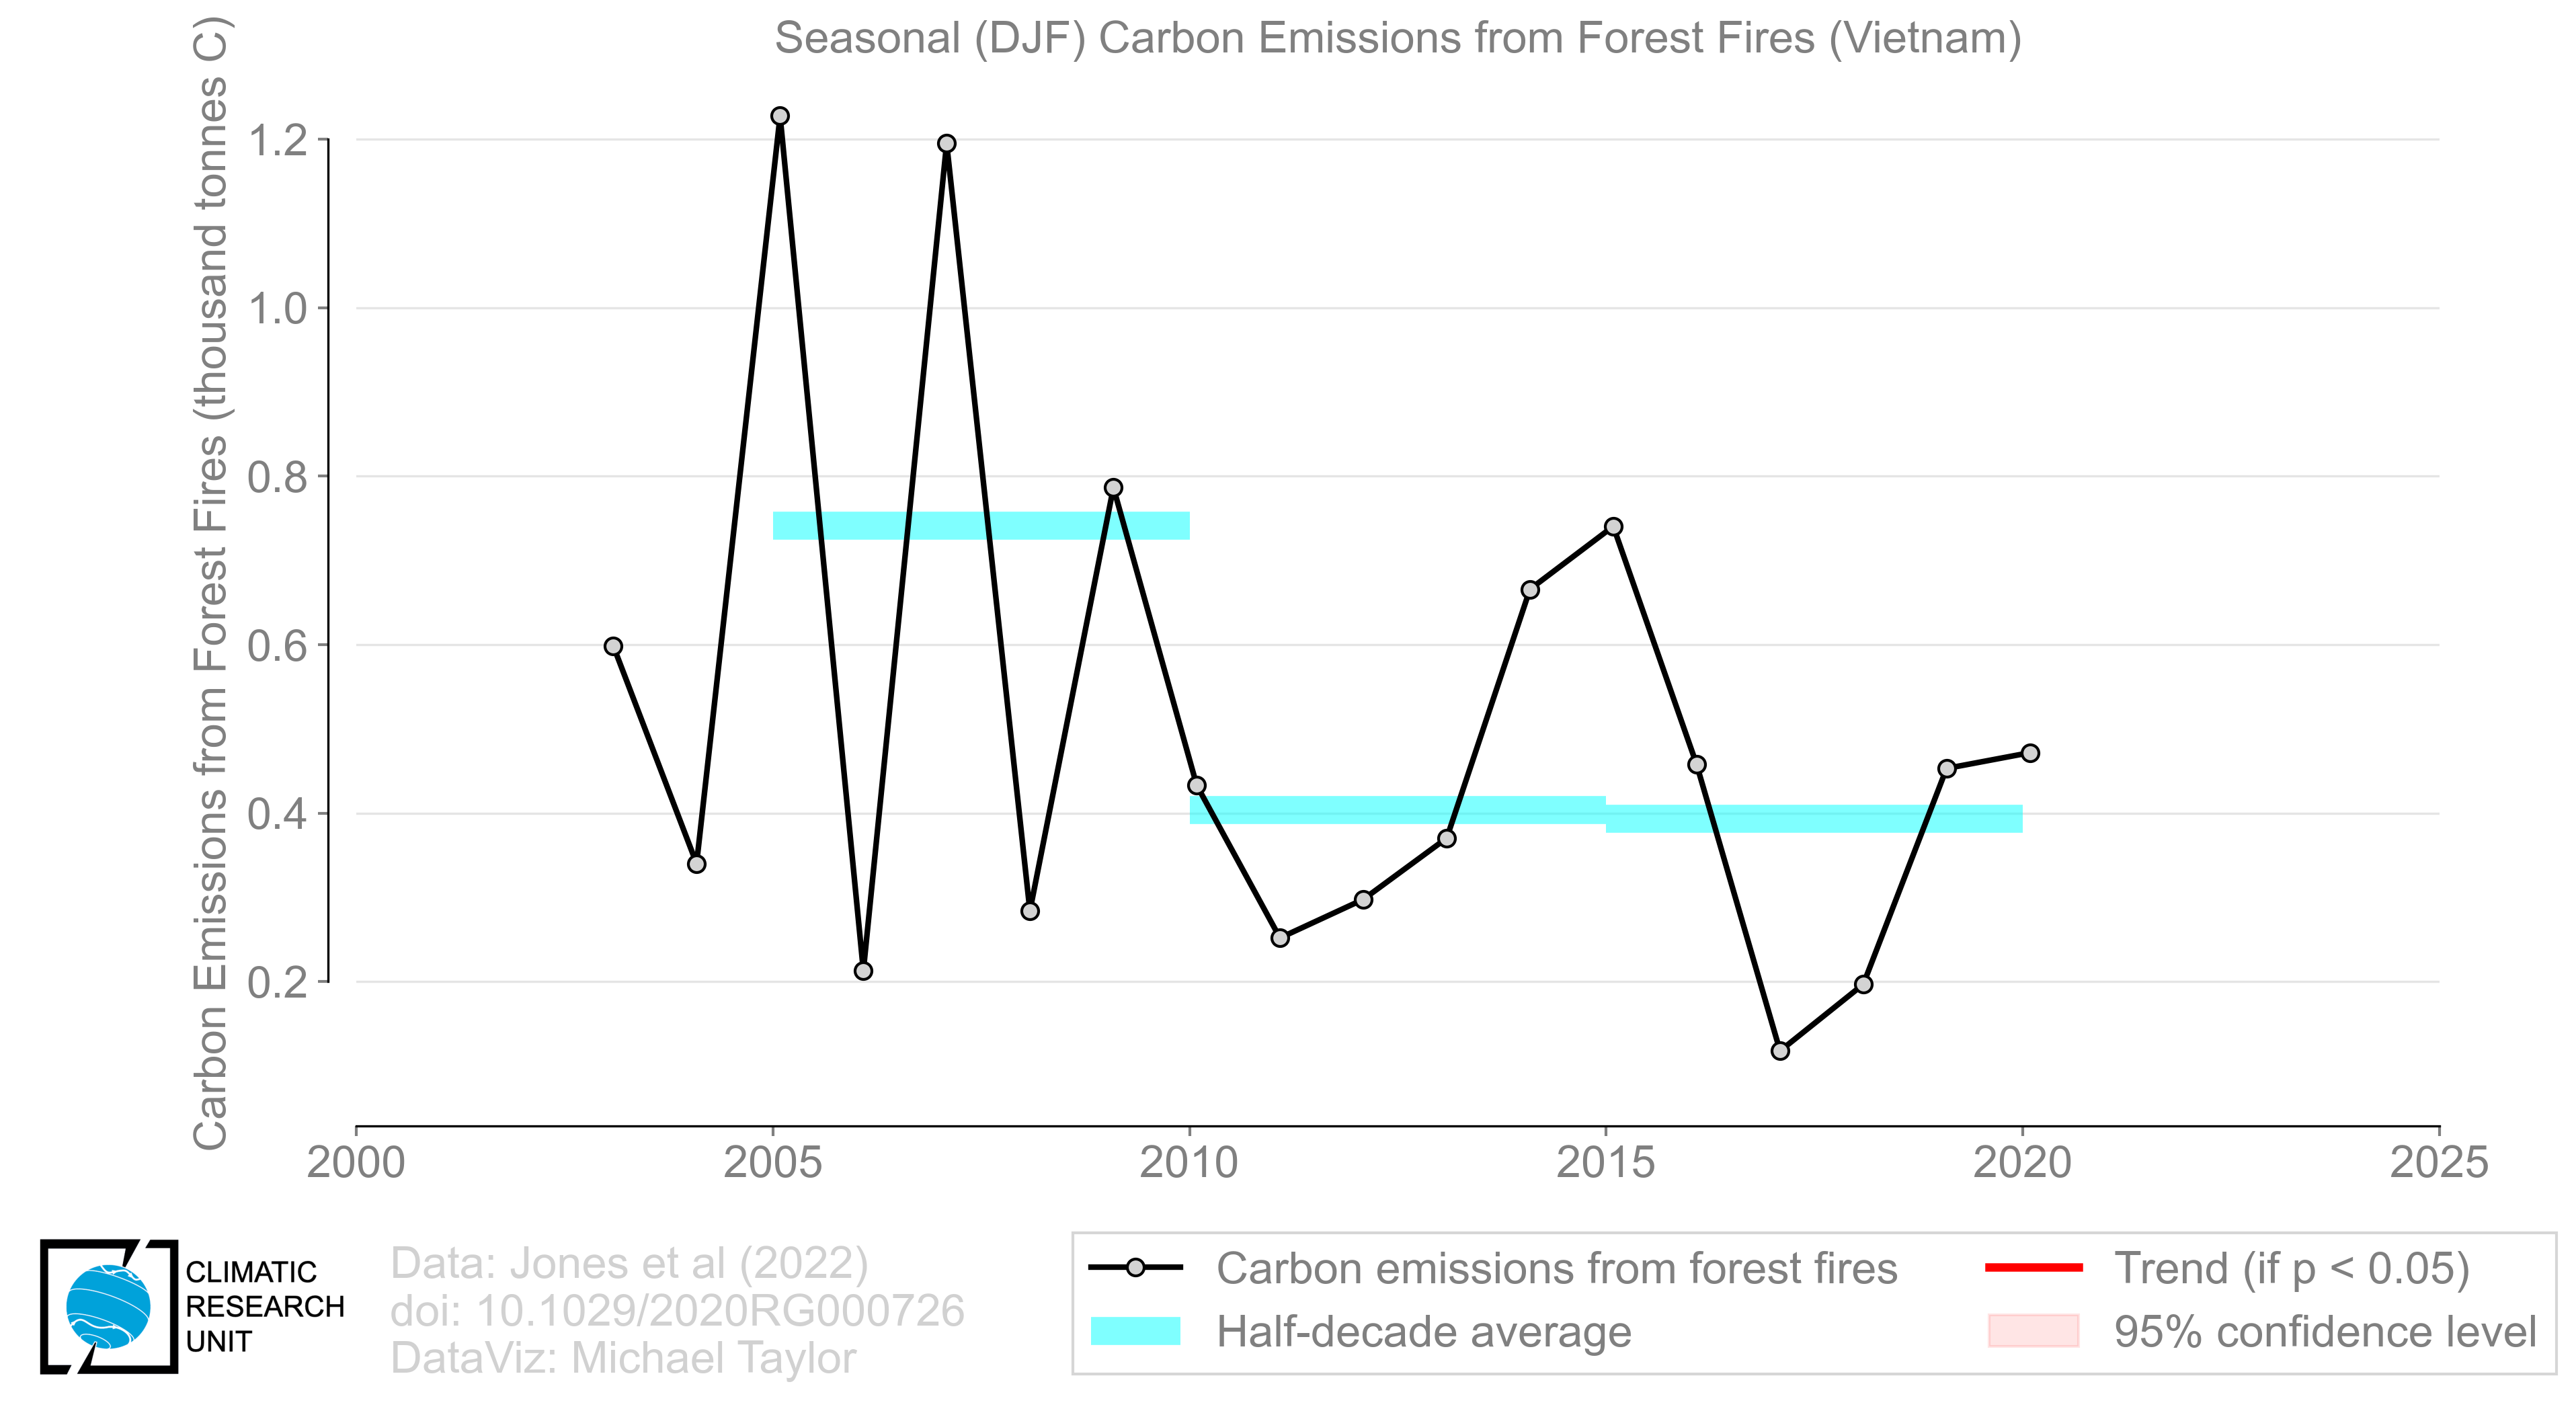 Seasonal (DJF) Carbon Emissions from Forest Fires (Vietnam)
Carbon Emissions from Forest Fires (thousand tonnes C)
1.2
1.0
0.8
0.6
0.4
0.2
2000
2005
2010
2015
2020
2025
CLIMATIC
RESEARCH
UNIT
Data: Jones et al (2022)
doi: 10.1029/2020RG000726
DataViz: Michael Taylor
Carbon emissions from forest fires
Half-decade average
Trend (if p < 0.05)
95% confidence level